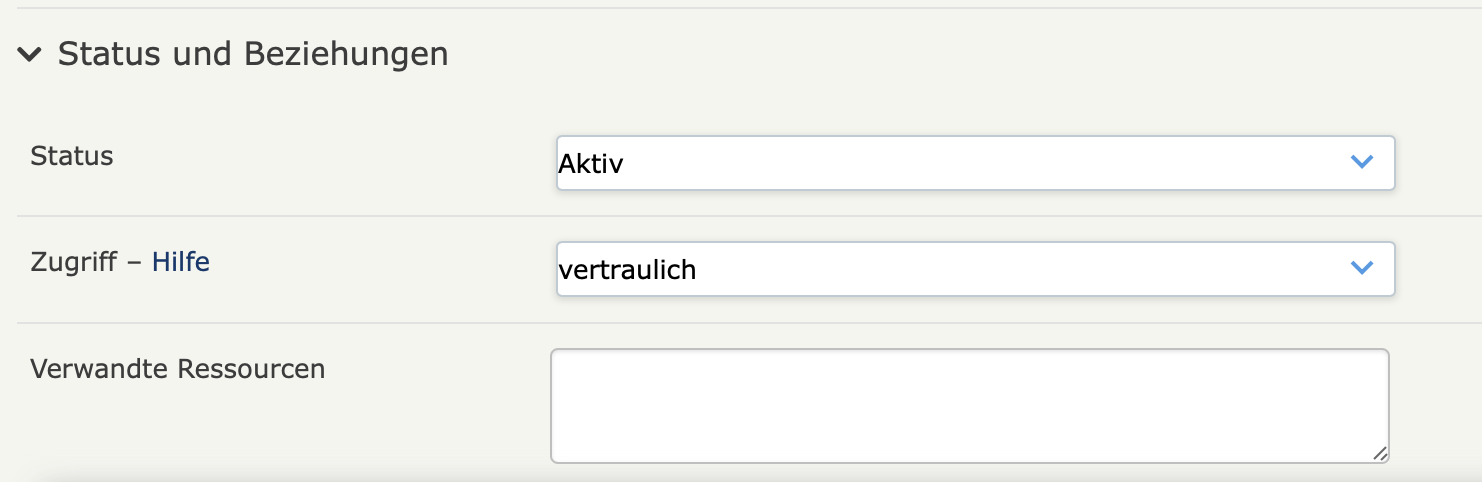 Status und Beziehungen
Status
Aktiv
Zugriff – Hilfe
vertraulich
Verwandte Ressourcen